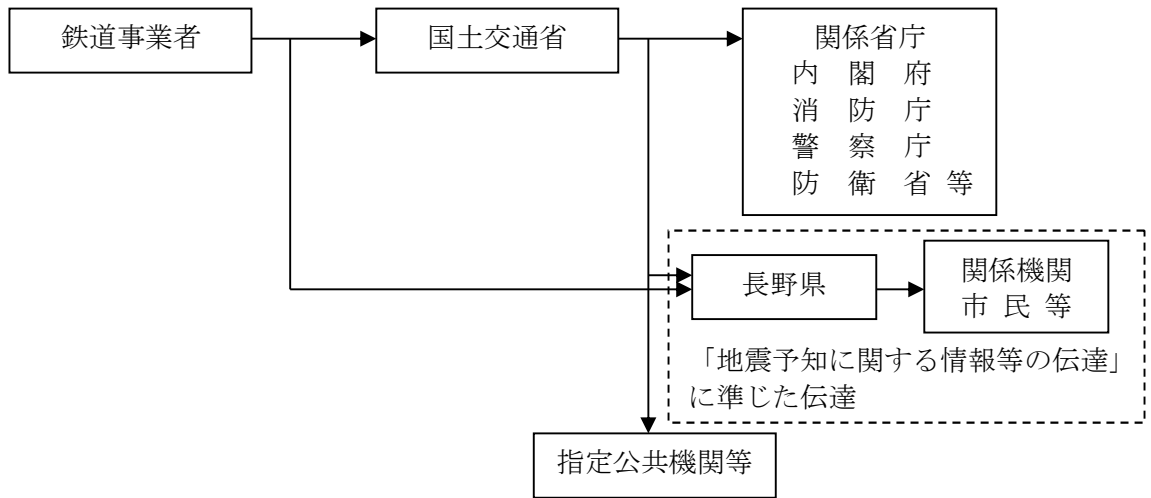 鉄道事業者
国土交通省
関係省庁
内閣府
消防庁
警察庁
防衛省等
長野県
関係機関
市民等
「地震予知に関する情報等の伝達」
に準じた伝達
指定公共機関等